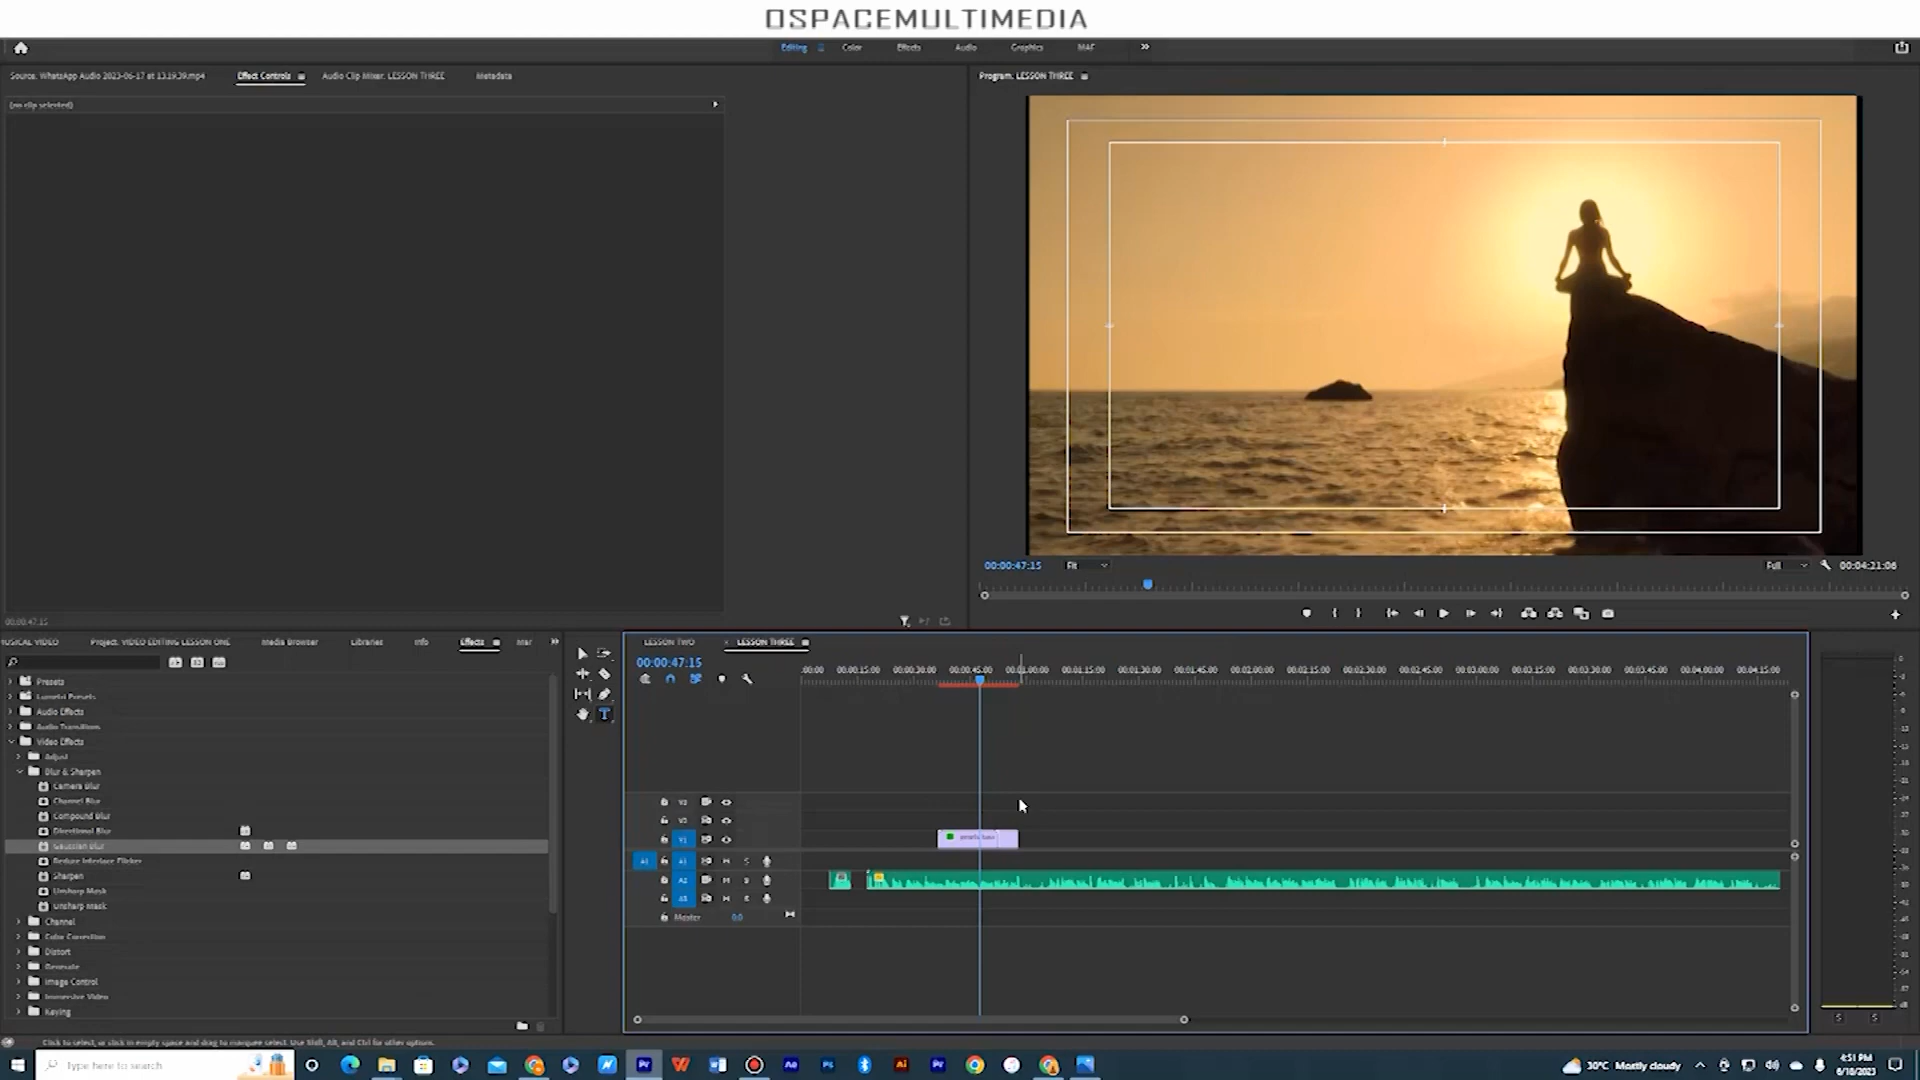 OSPACEMULTIMEDIA
Editing
Color
Effects
Audio
Graphics
MAF
Source: WhatsApp Audio 2023-06-17 at 13.19.39.mp4
Effect Controls
Audio Clip Mixer: LESSON THREE
Metadata
Program: LESSON THREE
(no clip selected)
00:00:47:15
Fit
Full
00:04:21:06
00:00:47:15
USICAL VIDEO
Project: VIDEO EDITING LESSON ONE
Media Browser
Libraries
Info
Effects
Mar
LESSON TWO
LESSON THREE
00:00:47:15
:00:00
00:00:15:00
00:00:30:00
00:00:45:00
00:01:00:00
00:01:15:00
00:01:30:00
00:01:45:00
00:02:00:00
00:02:15:00
00:02:30:00
00:02:45:00
00:03:00:00
00:03:15:00
00:03:30:00
00:03:45:00
00:04:00:00
00:04:15:00
Presets
Lumetri Presets
Audio Effects
Audio Transitions
Video Effects
Adjust
Blur & Sharpen
Camera Blur
Channel Blur
Compound Blur
Directional Blur
Gaussian Blur
Reduce Interlace Flicker
Sharpen
Unsharp Mask
Unsharp Mask
Channel
Color Correction
Distort
Generate
Image Control
Immersive Video
Keying
V3
V2
V1
A1
A1
M
S
A2
M
S
A3
M
S
Master
0.0
S
S
Click to select, or click in empty space and drag to marquee select. Use Shift, Alt, and Ctrl for other options.
Type here to search
30°C Mostly cloudy
4:51 PM
6/18/2023